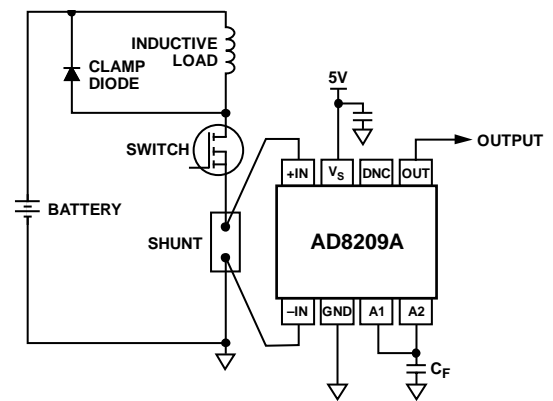 INDUCTIVE
LOAD
CLAMP
DIODE
5V
OUTPUT
SWITCH
+IN
VS
DNC
OUT
BATTERY
SHUNT
AD8209A
–IN
GND
A1
A2
CF